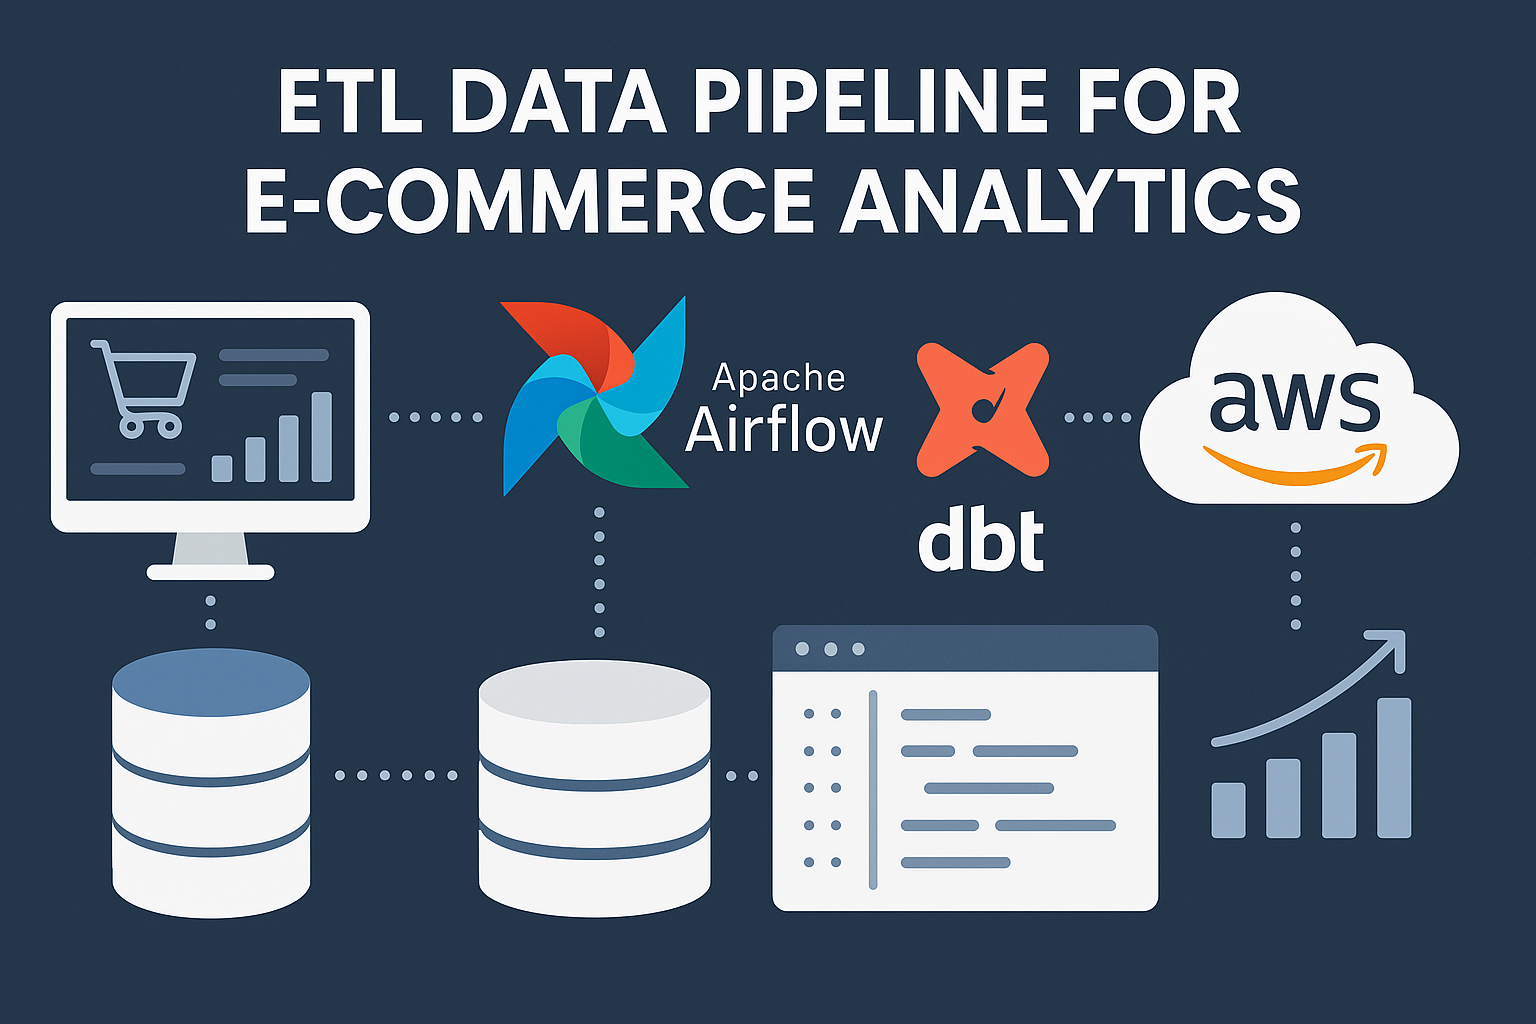 ETL DATA PIPELINE FOR
E-COMMERCE ANALYTICS
Apache
Airflow
dbt
aws